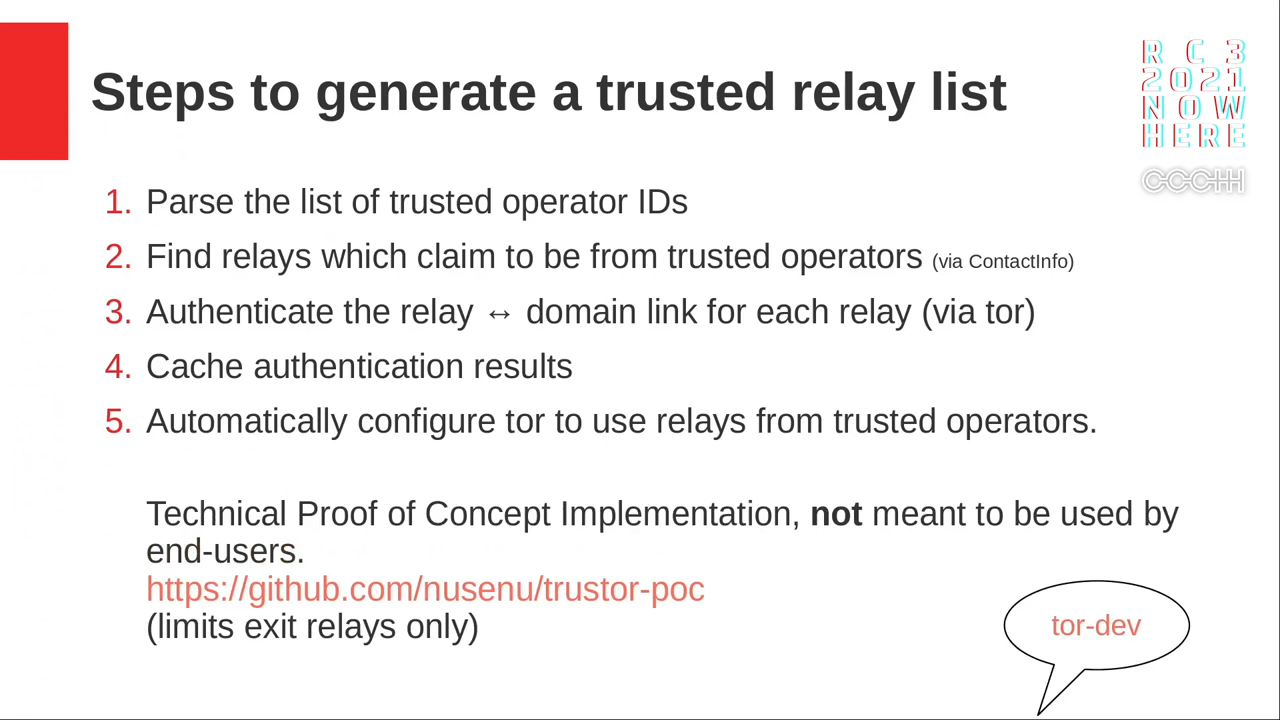 Steps to generate a trusted relay list
R C 3
2021
NOW
HERE
CCCHH
1. Parse the list of trusted operator IDs
2. Find relays which claim to be from trusted operators (via ContactInfo)
3. Authenticate the relay ↔ domain link for each relay (via tor)
4. Cache authentication results
5. Automatically configure tor to use relays from trusted operators.
Technical Proof of Concept Implementation, not meant to be used by
end-users.
https://github.com/nusenu/trustor-poc
(limits exit relays only)
tor-dev